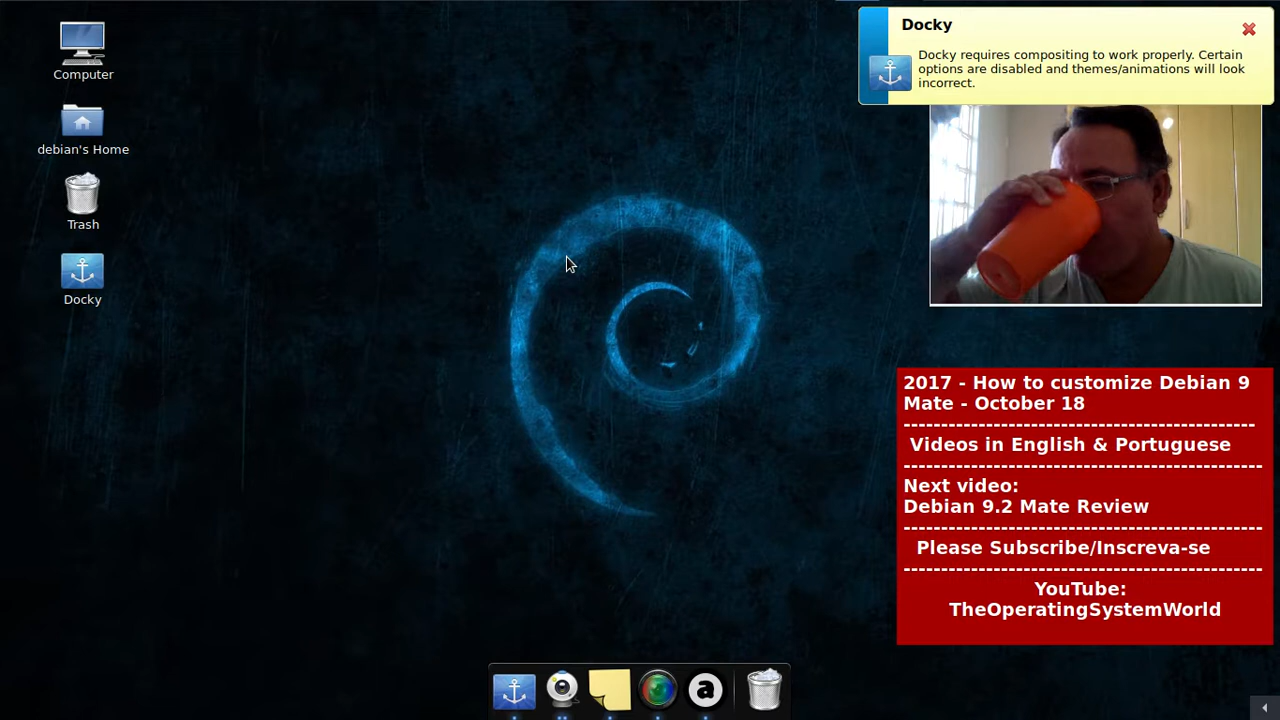 Computer
debian's Home
Trash
Docky
Docky
Docky requires compositing to work properly. Certain
options are disabled and themes/animations will look
incorrect.
2017 - How to customize Debian 9
Mate - October 18
-----------------------------------------------
Videos in English & Portuguese
------------------------------------------------
Next video:
Debian 9.2 Mate Review
------------------------------------------------
Please Subscribe/Inscreva-se
------------------------------------------------
YouTube:
TheOperatingSystemWorld
a